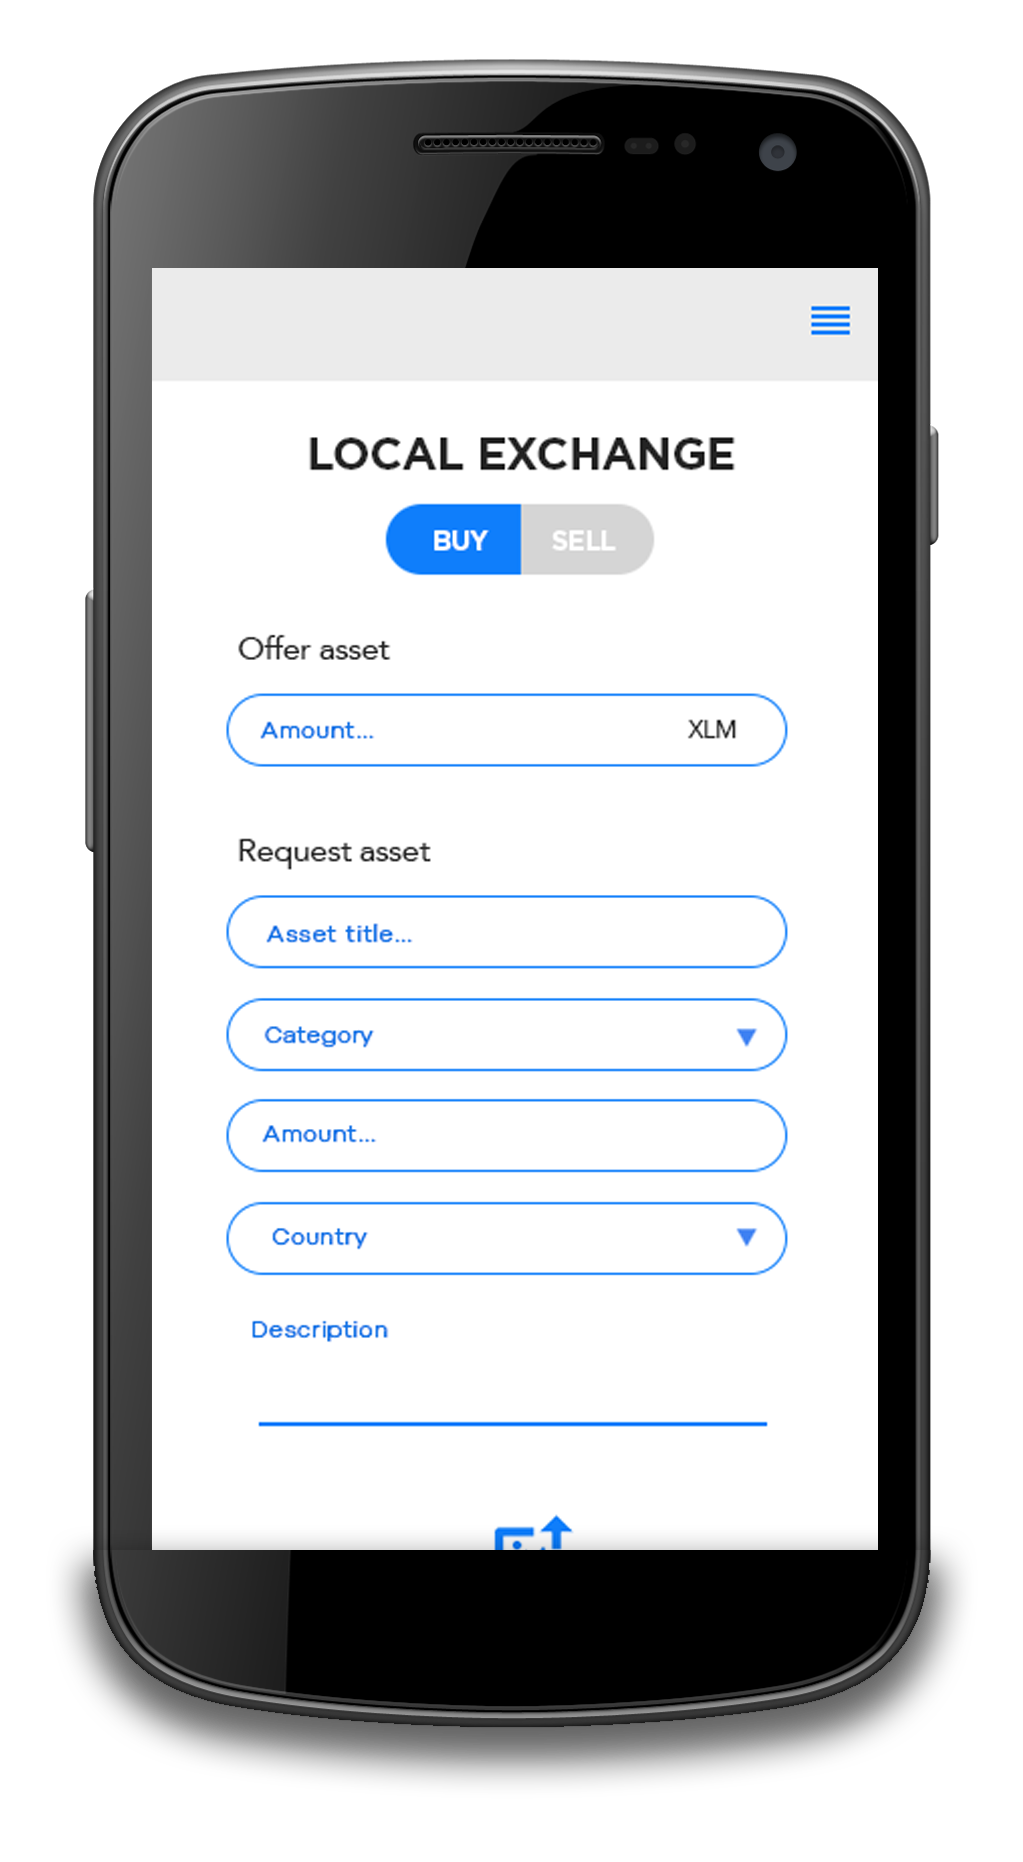 LOCAL EXCHANGE
BUY SELL
Offer asset
Amount... XLM
Request asset
Asset title...
Category
Amount...
Country
Description